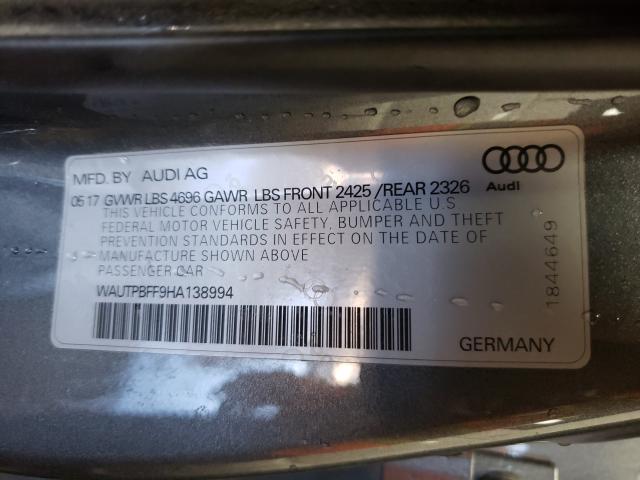 MFD. BY AUDI AG
0517 GVWR LBS 4696 GAWR LBS FRONT 2425 /REAR 2326
THIS VEHICLE CONFORMS TO ALL APPLICABLE U.S
FEDERAL MOTOR VEHICLE SAFETY, BUMPER AND THEFT
PREVENTION STANDARDS IN EFFECT ON THE DATE OF
MANUFACTURE SHOWN ABOVE
PASSENGER CAR
WAUTPBFF9HA138994
GERMANY
Audi
1844649